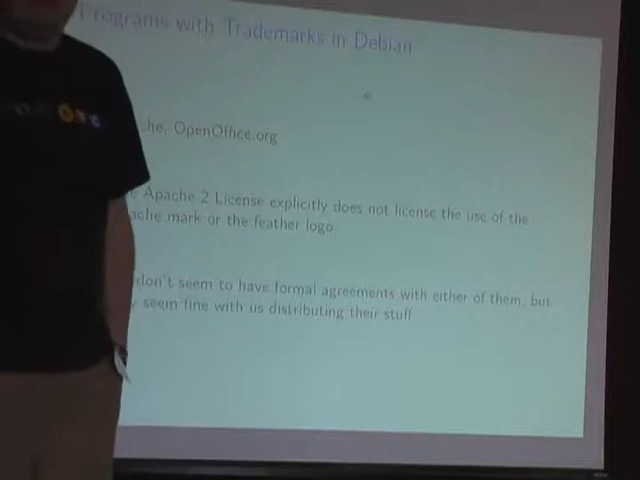 Programs with Trademarks in Debian
che, OpenOffice.org
Apache 2 License explicitly does not license the use of the
ache mark or the feather logo
don't seem to have formal agreements with either of them, but
seem fine with us distributing their stuff